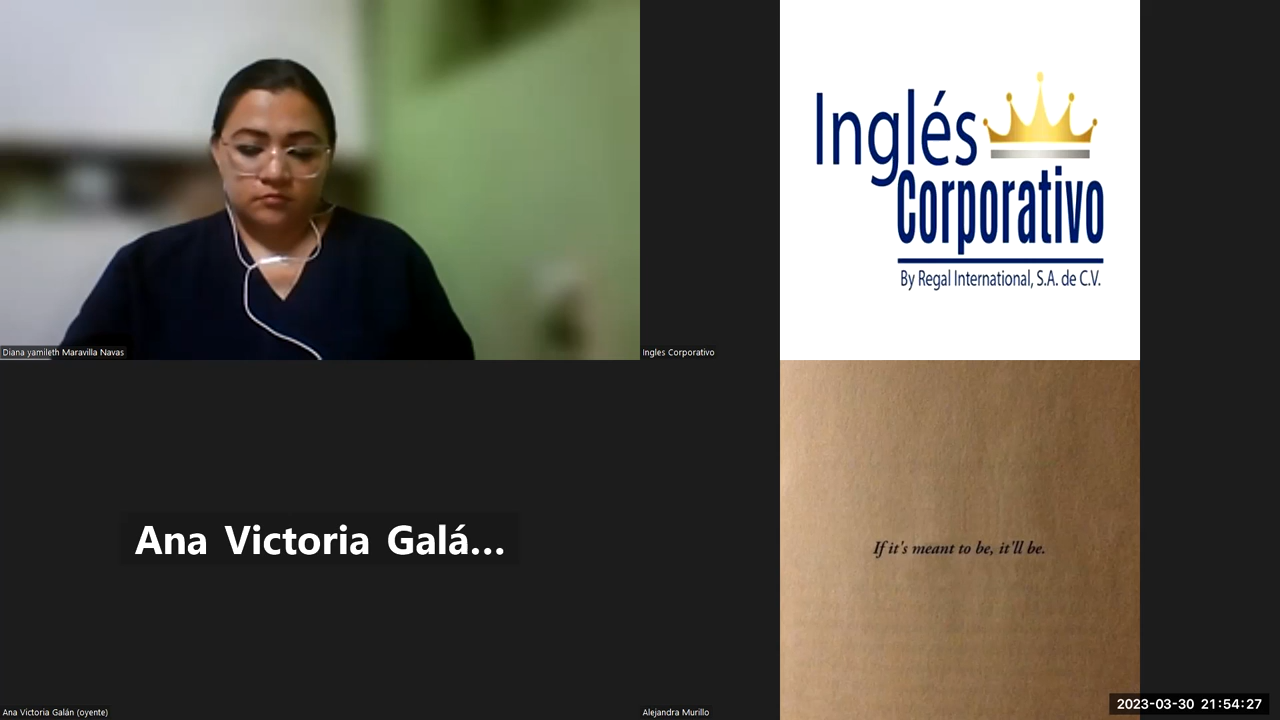 Inglés
Corporativo
By Regal International, S.A. de C.V.
Diana yamileth Maravilla Navas
Ingles Corporativo
Ana Victoria Galá...
If it's meant to be, it'll be.
Ana Victoria Galán (oyente)
Alejandra Murillo
2023-03-30 21:54:27